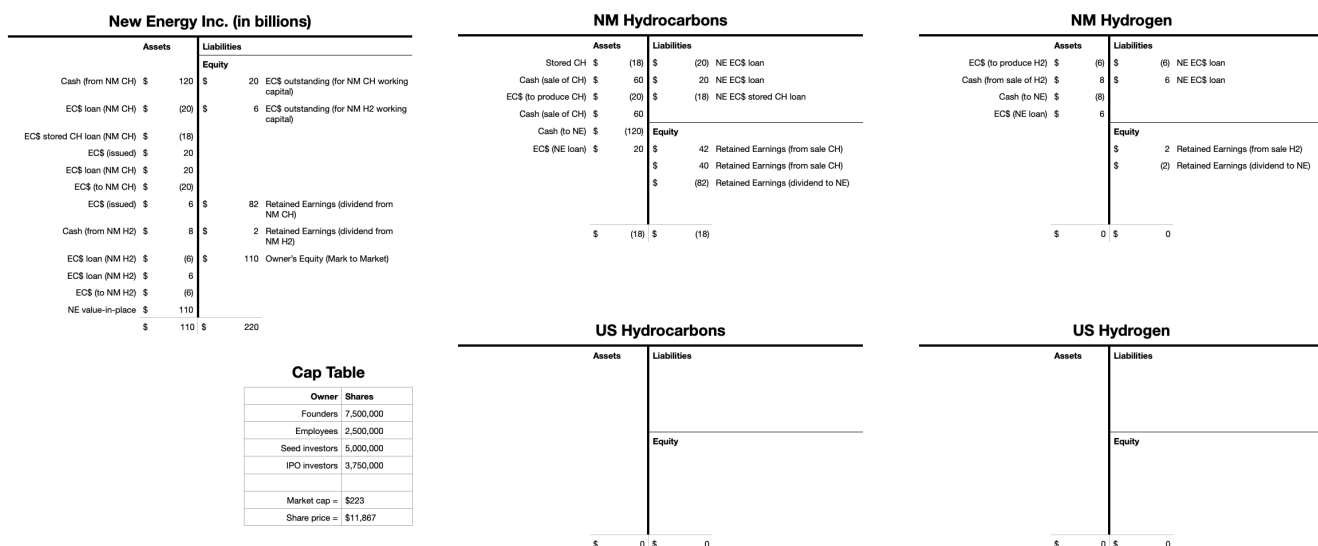 New Energy Inc. (in billions)
Assets Liabilities
Equity
Cash (from NM CH) $ 120 $ 20 EC$ outstanding (for NM CH working
capital)
EC$ loan (NM CH) $ (20) $ 6 EC$ outstanding (for NM H2 working
capital)
EC$ stored CH loan (NM CH) $ (18)
EC$ (issued) $ 20
EC$ loan (NM CH) $ 20
EC$ (to NM CH) $ (20)
EC$ (issued) $ 6 $ 82 Retained Earnings (dividend from
NM CH)
Cash (from NM H2) $ 8 $ 2 Retained Earnings (dividend from
NM H2)
EC$ loan (NM H2) $ (6) $ 110 Owner's Equity (Mark to Market)
EC$ loan (NM H2) $ 6
EC$ (to NM H2) $ (6)
NE value-in-place $ 110
$ 110 $ 220
Cap Table
Owner Shares
Founders 7,500,000
Employees 2,500,000
Seed investors 5,000,000
IPO investors 3,750,000
Market cap = $223
Share price = $11,867
NM Hydrocarbons
Assets Liabilities
Stored CH $ (18) $ (20) NE EC$ loan
Cash (sale of CH) $ 60 $ 20 NE EC$ loan
EC$ (to produce CH) $ (20) $ (18) NE EC$ stored CH loan
Cash (sale of CH) $ 60
Cash (to NE) $ (120) Equity
EC$ (NE loan) $ 20 $ 42 Retained Earnings (from sale CH)
$ 40 Retained Earnings (from sale CH)
$ (82) Retained Earnings (dividend to NE)
$ (18) $ (18)
NM Hydrogen
Assets Liabilities
EC$ (to produce H2) $ (6) $ (6) NE EC$ loan
Cash (from sale of H2) $ 8 $ 6 NE EC$ loan
Cash (to NE) $ (8)
EC$ (NE loan) $ 6
Equity
$ 2 Retained Earnings (from sale H2)
$ (2) Retained Earnings (dividend to NE)
$ 0 $ 0
US Hydrocarbons
Assets Liabilities
Equity
$ 0 $ 0
US Hydrogen
Assets Liabilities
Equity
$ 0 $ 0